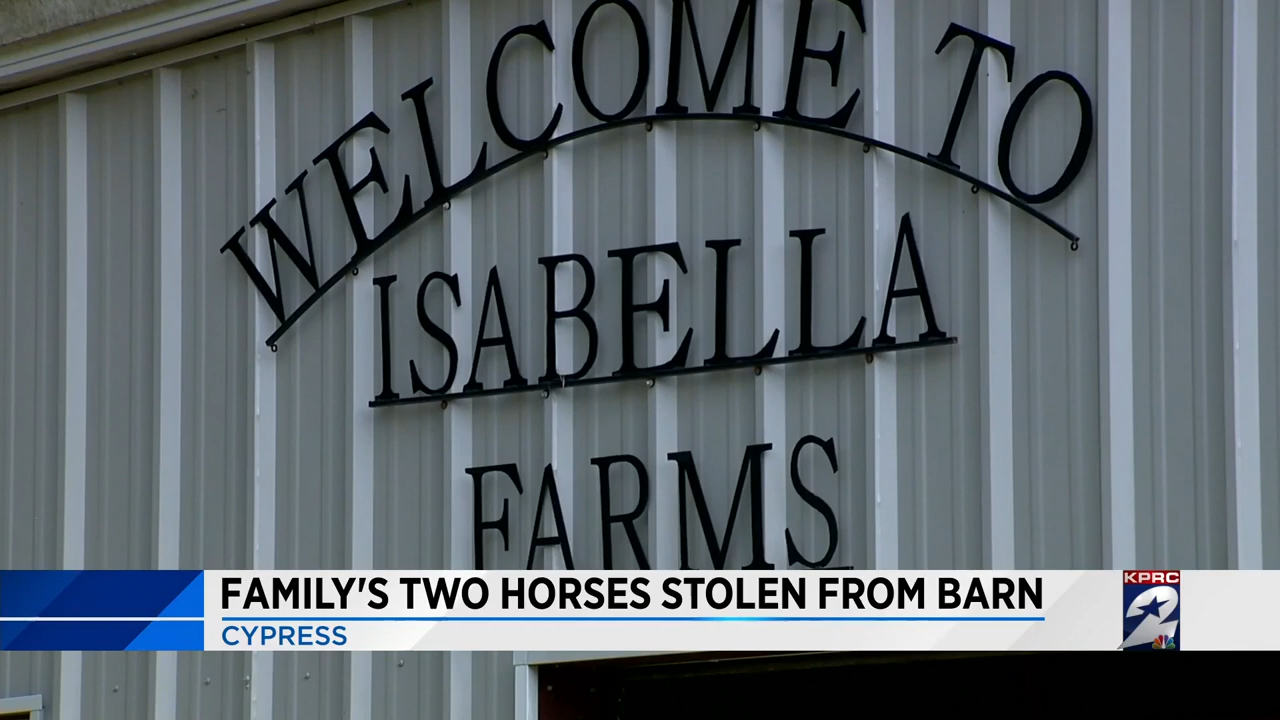 WELCOME TO
ISABELLA
FARMS
FAMILY'S TWO HORSES STOLEN FROM BARN
CYPRESS
KPRC
2